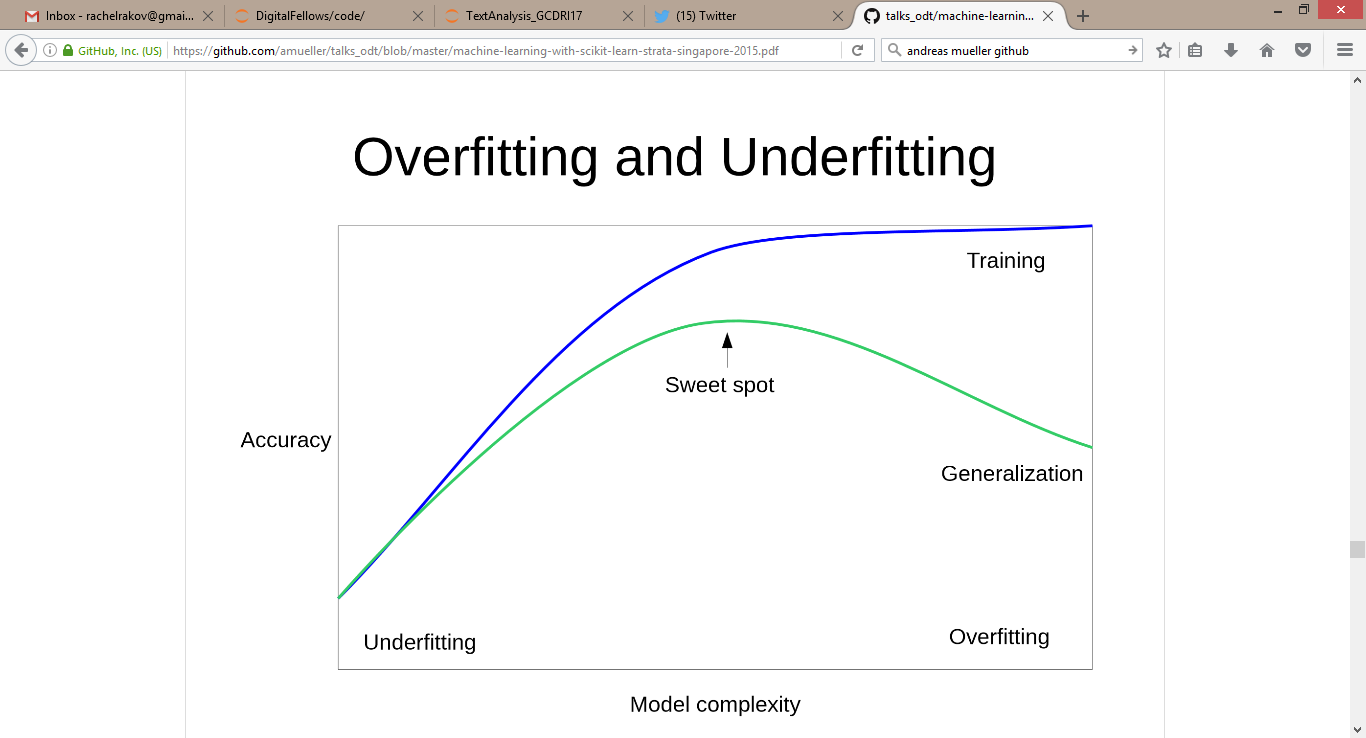 Inbox - rachelrakov@gmai...
DigitalFellows/code/
TextAnalysis_GCDRI17
(15) Twitter
talks_odt/machine-learnin...
GitHub, Inc. (US)
https://github.com/amueller/talks_odt/blob/master/machine-learning-with-scikit-learn-strata-singapore-2015.pdf
andreas mueller github
Overfitting and Underfitting
Training
Sweet spot
Accuracy
Generalization
Underfitting
Overfitting
Model complexity